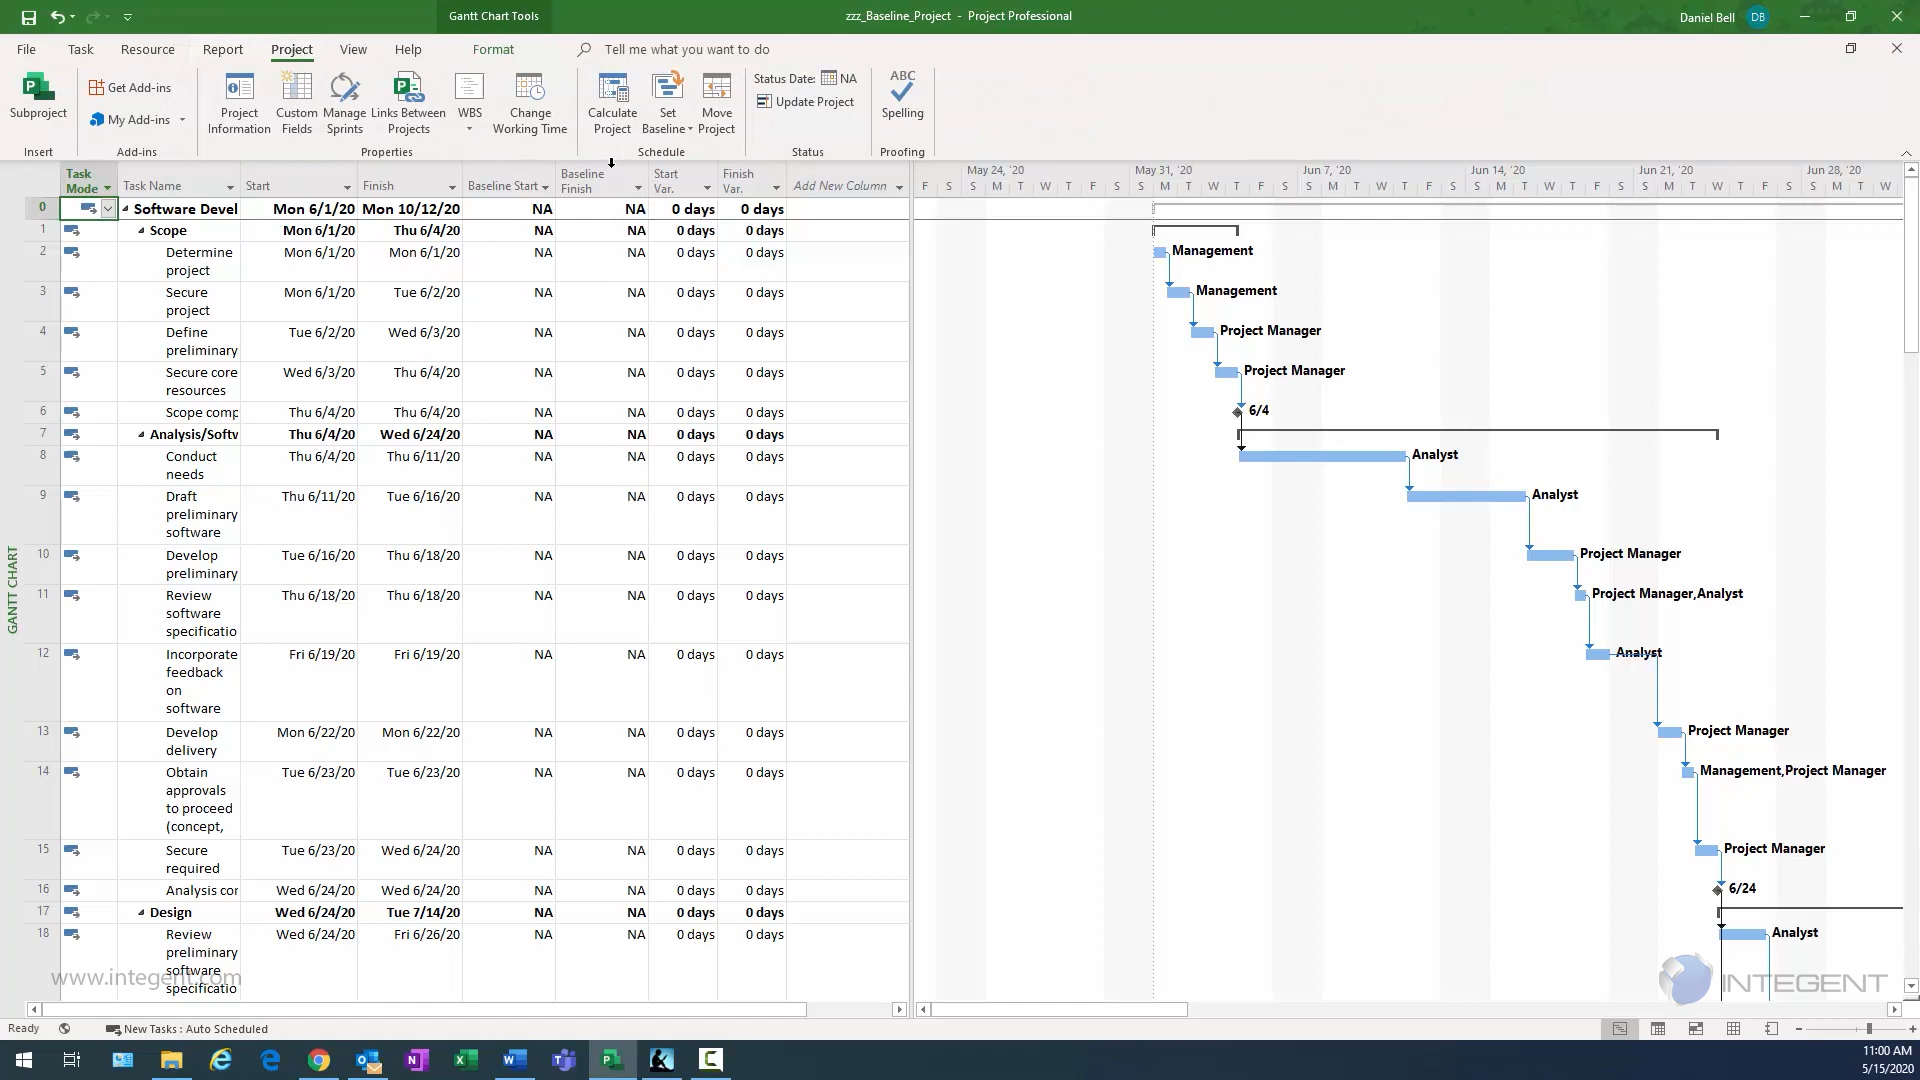 Gantt Chart Tools
zzz_Baseline_Project - Project Professional
Daniel Bell DB
File Task Resource Report Project View Help Format Tell me what you want to do
Subproject
Insert
Get Add-ins
My Add-ins
Add-ins
Project Information
Custom Fields
Manage Sprints
Links Between Projects
WBS
Change Working Time
Properties
Calculate Project
Set Baseline
Move Project
Schedule
Status Date: NA
Update Project
Status
ABC
Spelling
Proofing
Task Mode Task Name Start Finish Baseline Start Baseline Finish Start Var. Finish Var. Add New Column
May 24, '20 May 31, '20 Jun 7, '20 Jun 14, '20 Jun 21, '20 Jun 28, '20
F S M T W T F S M T W T F S M T W T F S M T W T F S M T W T F S M T W
0 Software Devel Mon 6/1/20 Mon 10/12/20 NA NA 0 days 0 days
1 Scope Mon 6/1/20 Thu 6/4/20 NA NA 0 days 0 days
2 Determine project Mon 6/1/20 Mon 6/1/20 NA NA 0 days 0 days Management
3 Secure project Mon 6/1/20 Tue 6/2/20 NA NA 0 days 0 days Management
4 Define preliminary Tue 6/2/20 Wed 6/3/20 NA NA 0 days 0 days Project Manager
5 Secure core resources Wed 6/3/20 Thu 6/4/20 NA NA 0 days 0 days Project Manager
6 Scope comp Thu 6/4/20 Thu 6/4/20 NA NA 0 days 0 days 6/4
7 Analysis/Softw Thu 6/4/20 Wed 6/24/20 NA NA 0 days 0 days
8 Conduct needs Thu 6/4/20 Thu 6/11/20 NA NA 0 days 0 days Analyst
9 Draft preliminary software Thu 6/11/20 Tue 6/16/20 NA NA 0 days 0 days Analyst
10 Develop preliminary Tue 6/16/20 Thu 6/18/20 NA NA 0 days 0 days Project Manager
11 Review software specificatio Thu 6/18/20 Thu 6/18/20 NA NA 0 days 0 days Project Manager,Analyst
12 Incorporate feedback on software Fri 6/19/20 Fri 6/19/20 NA NA 0 days 0 days Analyst
13 Develop delivery Mon 6/22/20 Mon 6/22/20 NA NA 0 days 0 days Project Manager
14 Obtain approvals to proceed (concept, Tue 6/23/20 Tue 6/23/20 NA NA 0 days 0 days Management,Project Manager
15 Secure required Tue 6/23/20 Wed 6/24/20 NA NA 0 days 0 days Project Manager
16 Analysis cor Wed 6/24/20 Wed 6/24/20 NA NA 0 days 0 days 6/24
17 Design Wed 6/24/20 Tue 7/14/20 NA NA 0 days 0 days
18 Review preliminary software specificatio Wed 6/24/20 Fri 6/26/20 NA NA 0 days 0 days Analyst
GANTT CHART
www.integent.com
INTEGENT
Ready New Tasks : Auto Scheduled
11:00 AM
5/15/2020